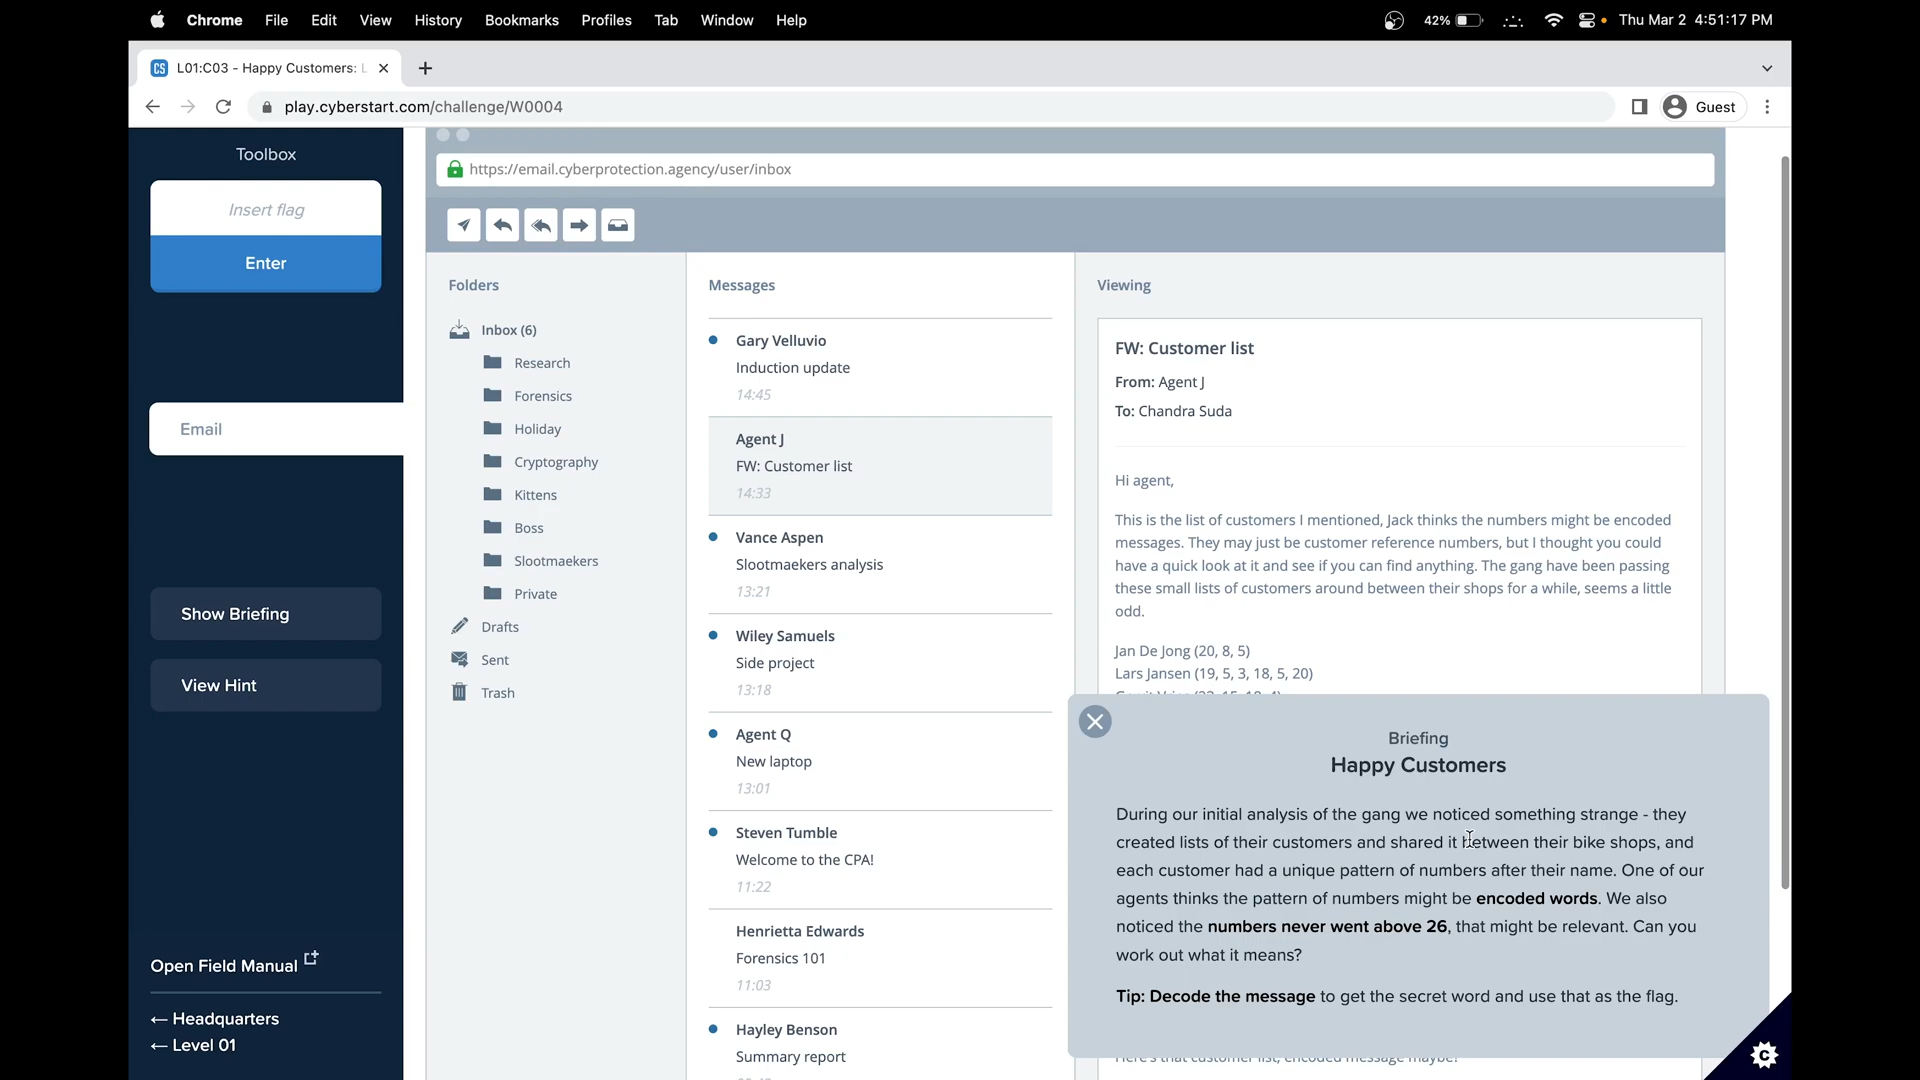 Chrome File Edit View History Bookmarks Profiles Tab Window Help 42% Thu Mar 2 4:51:17 PM
L01:C03 - Happy Customers: L
play.cyberstart.com/challenge/W0004 Guest
Toolbox
Insert flag
Enter
Email
Show Briefing
View Hint
Open Field Manual
← Headquarters
← Level 01
https://email.cyberprotection.agency/user/inbox
Folders
Inbox (6)
Research
Forensics
Holiday
Cryptography
Kittens
Boss
Slootmaekers
Private
Drafts
Sent
Trash
Messages
Gary Velluvio
Induction update
14:45
Agent J
FW: Customer list
14:33
Vance Aspen
Slootmaekers analysis
13:21
Wiley Samuels
Side project
13:18
Agent Q
New laptop
13:01
Steven Tumble
Welcome to the CPA!
11:22
Henrietta Edwards
Forensics 101
11:03
Hayley Benson
Summary report
Viewing
FW: Customer list
From: Agent J
To: Chandra Suda
Hi agent,
This is the list of customers I mentioned, Jack thinks the numbers might be encoded
messages. They may just be customer reference numbers, but I thought you could
have a quick look at it and see if you can find anything. The gang have been passing
these small lists of customers around between their shops for a while, seems a little
odd.
Jan De Jong (20, 8, 5)
Lars Jansen (19, 5, 3, 18, 5, 20)
Briefing
Happy Customers
During our initial analysis of the gang we noticed something strange - they
created lists of their customers and shared it between their bike shops, and
each customer had a unique pattern of numbers after their name. One of our
agents thinks the pattern of numbers might be encoded words. We also
noticed the numbers never went above 26, that might be relevant. Can you
work out what it means?
Tip: Decode the message to get the secret word and use that as the flag.
Here's that customer list, encoded message maybe?